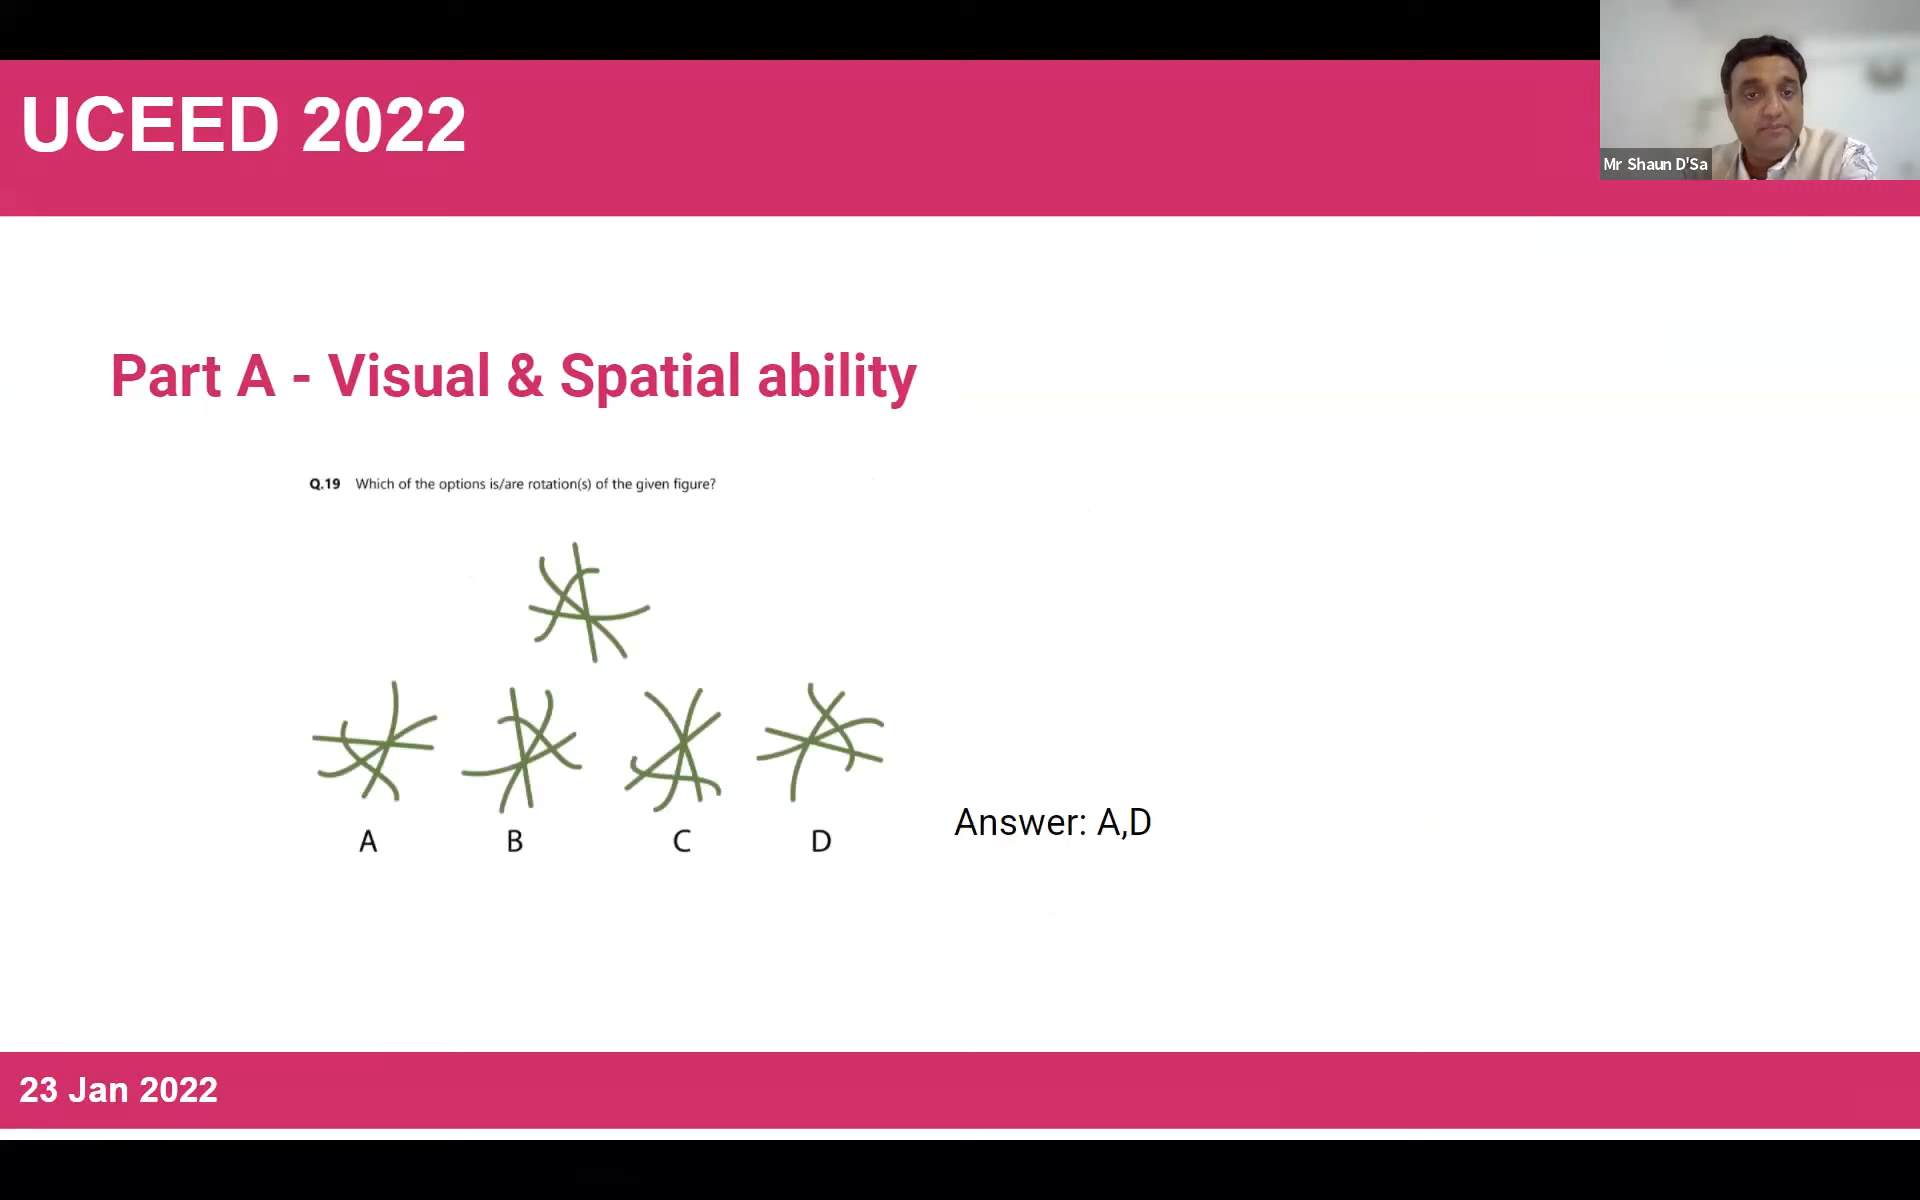 UCEED 2022
Mr Shaun D'Sa
Part A - Visual & Spatial ability
Q.19 Which of the options is/are rotation(s) of the given figure?
A B C D
Answer: A,D
23 Jan 2022